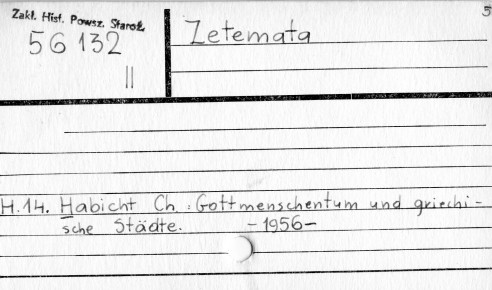 Zakł. Hist. Powsz. Staroż.
56132
||
Zetemata
5
H.14. Habicht Ch. : Gottmenschentum und griechi-
sche Städte. -1956-